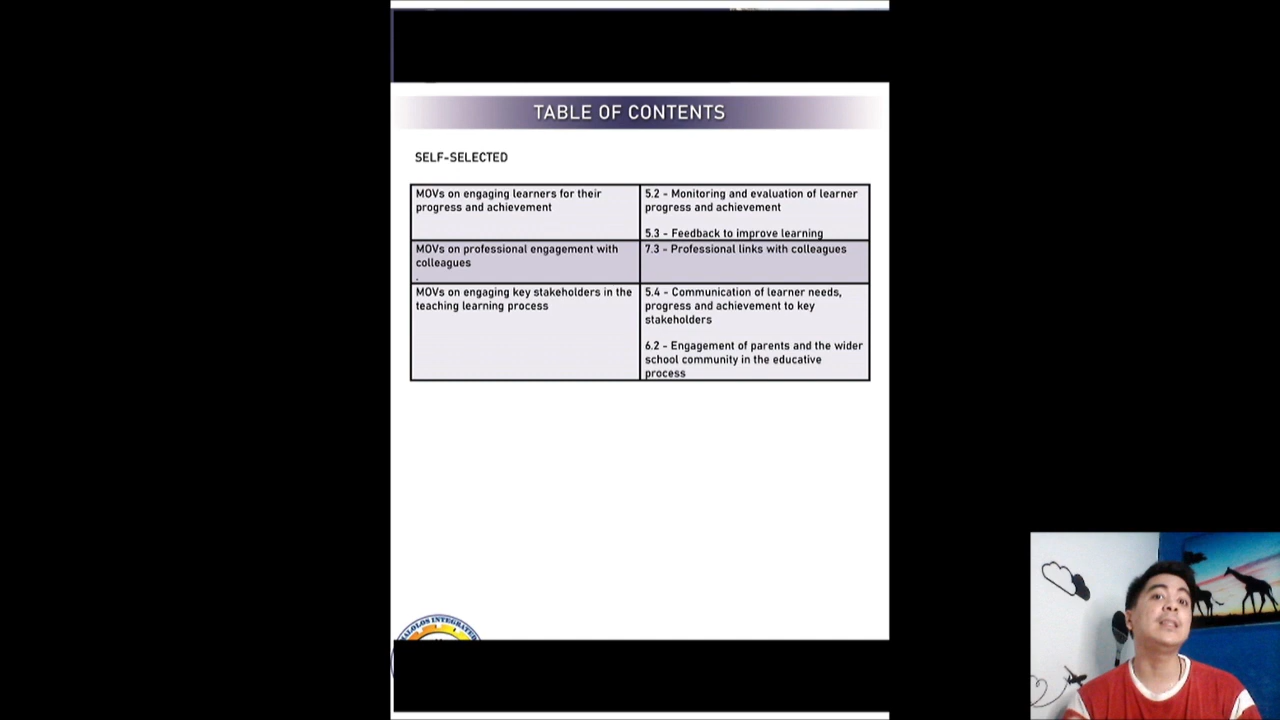 TABLE OF CONTENTS
SELF-SELECTED
MOVs on engaging learners for their
progress and achievement
5.2 - Monitoring and evaluation of learner
progress and achievement
5.3 - Feedback to improve learning
MOVs on professional engagement with
colleagues
.
7.3 - Professional links with colleagues
MOVs on engaging key stakeholders in the
teaching learning process
5.4 - Communication of learner needs,
progress and achievement to key
stakeholders
6.2 - Engagement of parents and the wider
school community in the educative
process
MALOLOS INTEGRATED